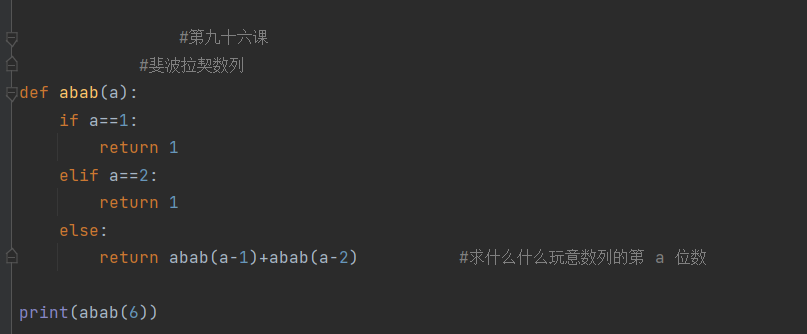 #第九十六课
#斐波拉契数列
def abab(a):
if a==1:
return 1
elif a==2:
return 1
else:
return abab(a-1)+abab(a-2) #求什么什么玩意数列的第 a 位数
print(abab(6))